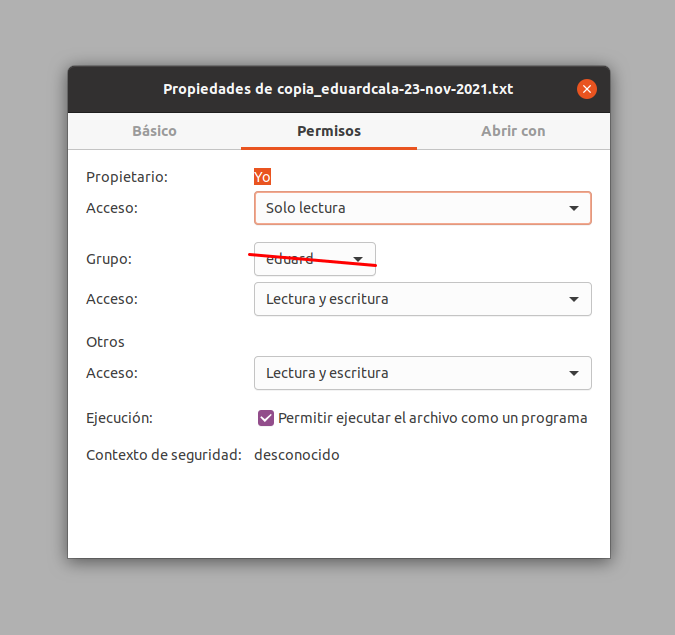 Propiedades de copia_eduardcala-23-nov-2021.txt
Básico Permisos Abrir con
Propietario: Yo
Acceso: Solo lectura
Grupo: eduard
Acceso: Lectura y escritura
Otros
Acceso: Lectura y escritura
Ejecución: Permitir ejecutar el archivo como un programa
Contexto de seguridad: desconocido